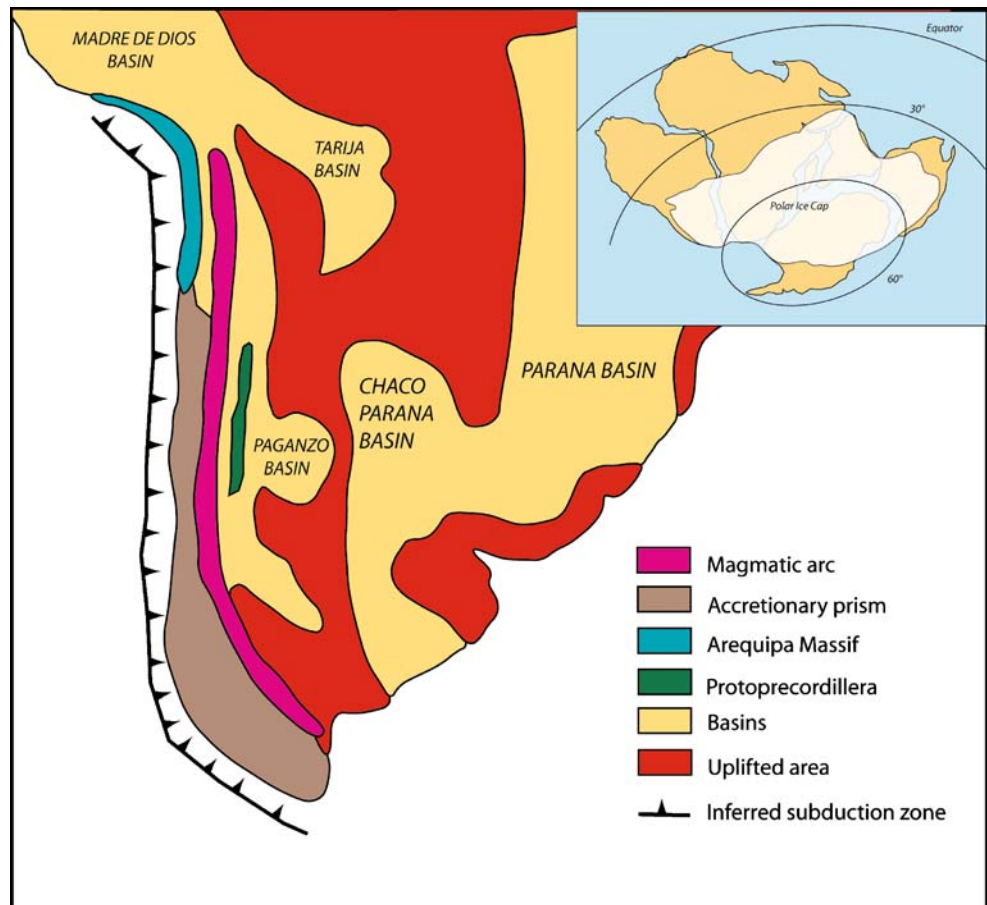 MADRE DE DIOS
BASIN
TARIJA
BASIN
PARANA BASIN
CHACO
PARANA
BASIN
PAGANZO
BASIN
Equator
30°
Polar Ice Cap
60°
Magmatic arc
Accretionary prism
Arequipa Massif
Protoprecordillera
Basins
Uplifted area
Inferred subduction zone